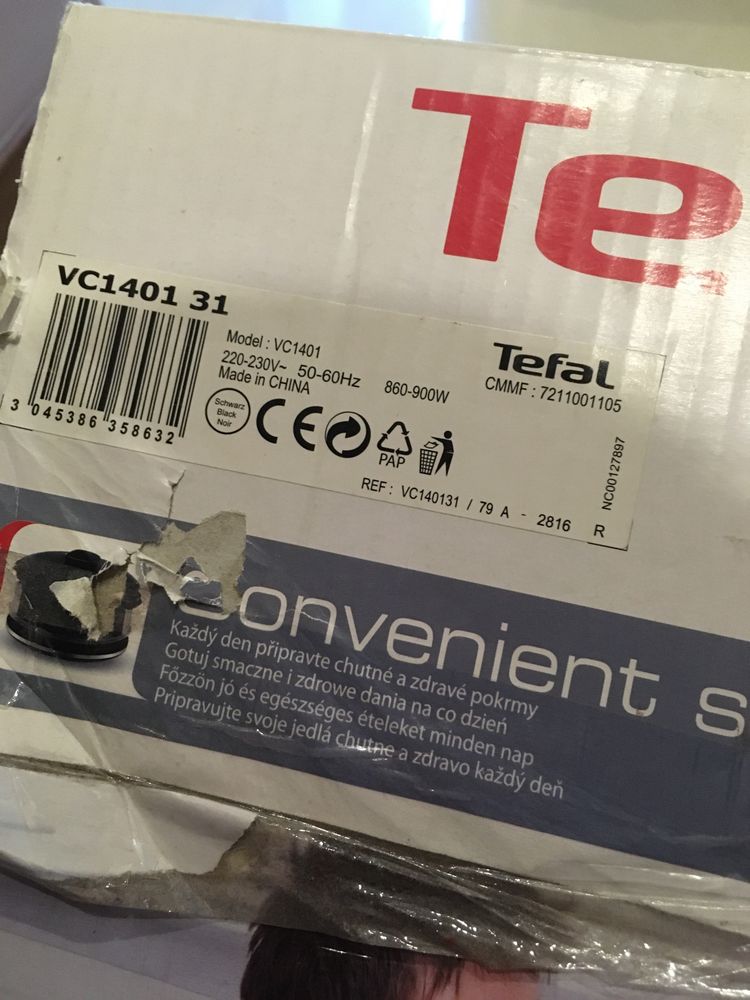 Te
VC1401 31
Model : VC1401
220-230V~ 50-60Hz 860-900W
Made in CHINA
Tefal
CMMF : 7211001105
Schwarz
Black
Noir
CE
PAP
3 045386 358632
REF : VC140131 / 79 A - 2816 R
NC00127897
Convenient s
Každý den připravte chutné a zdravé pokrmy
Gotuj smaczne i zdrowe dania na co dzień
Főzzön jó és egészséges ételeket minden nap
Pripravujte svoje jedlá chutne a zdravo každý deň